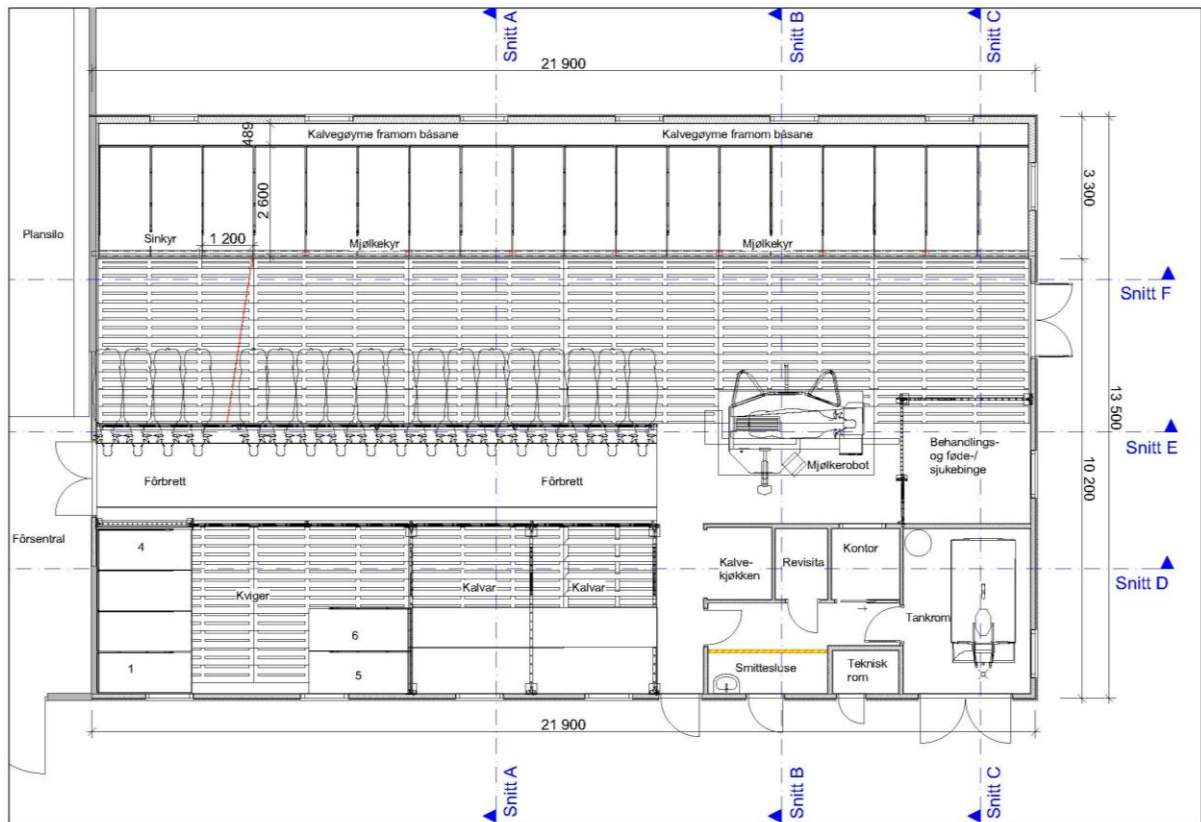 Snitt A
Snitt B
Snitt C
21 900
Kalvegøyme framom båsane
Kalvegøyme framom båsane
489
2 600
3 300
Plansilo
Sinkyr
1 200
Mjølkekyr
Mjølkekyr
Snitt F
13 500
Snitt E
Behandlings-
og føde-/
sjukebinge
Mjølkerobot
10 200
Fôrbrett
Fôrbrett
Fôrsentral
4
Kviger
Kalvar
Kalvar
Kalve-
kjøkken
Revisita
Kontor
Snitt D
Tankrom
6
1
5
Smittesluse
Teknisk
rom
21 900
Snitt A
Snitt B
Snitt C